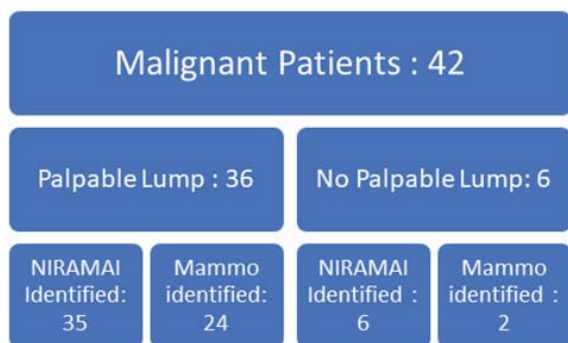 Malignant Patients : 42
Palpable Lump : 36
No Palpable Lump: 6
NIRAMAI
Identified:
35
Mammo
identified:
24
NIRAMAI
Identified :
6
Mammo
identified :
2